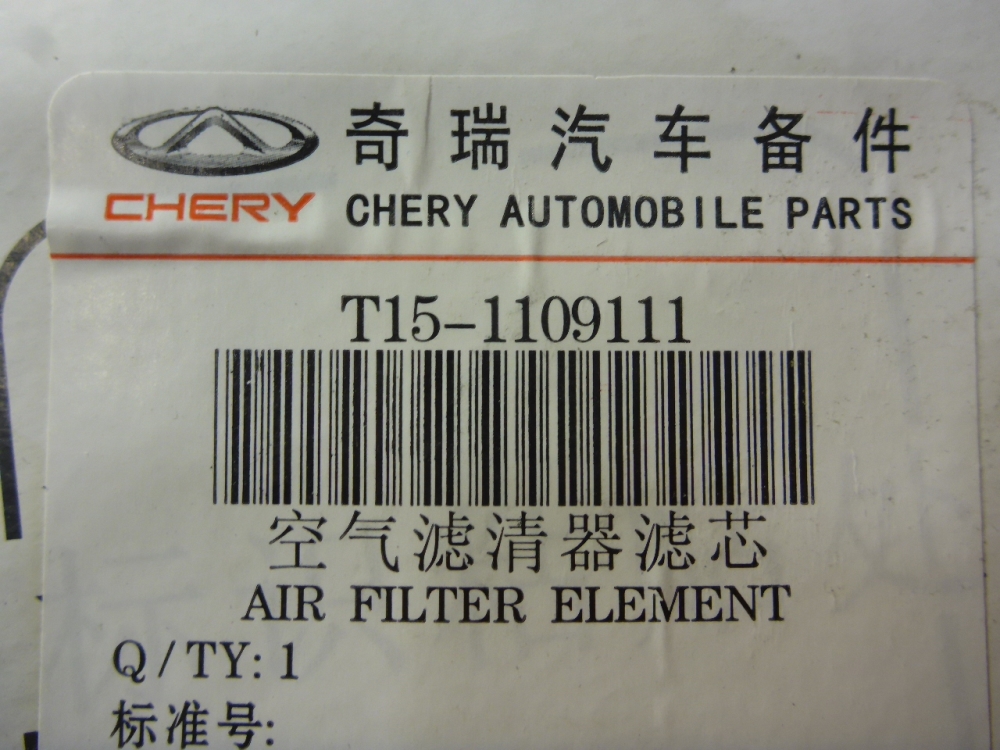 奇瑞汽车备件
CHERY CHERY AUTOMOBILE PARTS
T15-1109111
空气滤清器滤芯
AIR FILTER ELEMENT
Q/TY: 1
标准号: